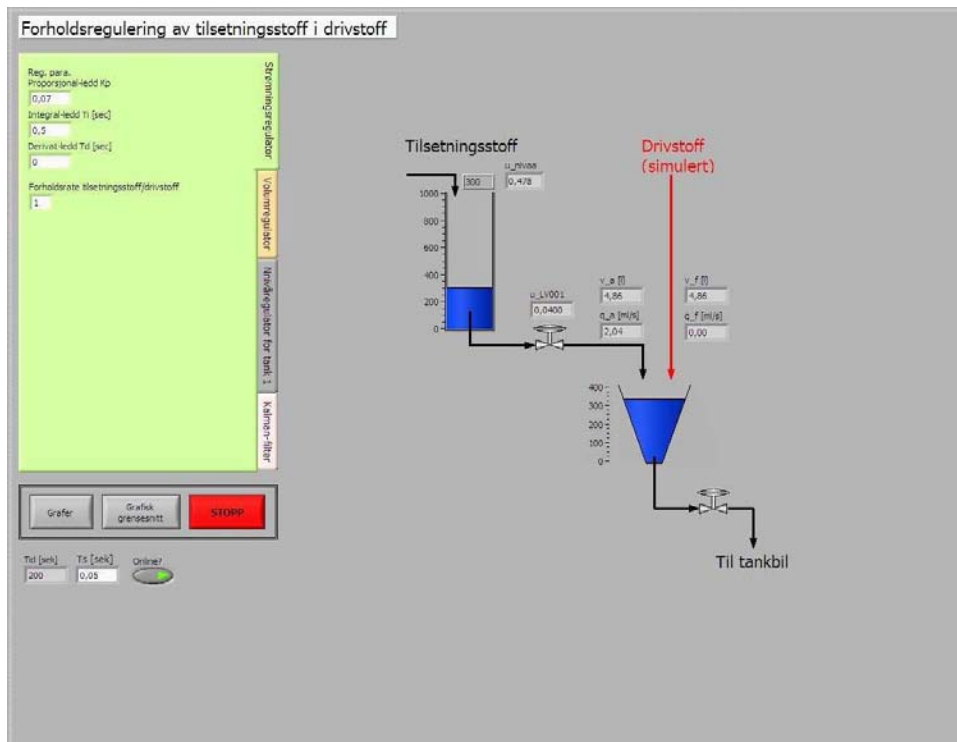 Forholdsregulering av tilsetningsstoff i drivstoff
Reg. para.
Proporsjonal-ledd Kp
0,07
Integral-ledd Ti [sec]
0,5
Derivat-ledd Td [sec]
0
Forholdsrate tilsetningsstoff/drivstoff
1
Strømningsregulator
Volumregulator
Nivåregulator for tank 1
Kalman-filter
Grafer
Grafisk
grensesnitt
STOPP
Tid [sek]
200
Ts [sek]
0,05
Online?
Tilsetningsstoff
u_nivaa
300
0,478
1000
800
600
400
200
0
u_LV001
0,0400
Drivstoff
(simulert)
v_a [l]
4,86
q_a [ml/s]
2,04
v_f [l]
4,86
q_f [ml/s]
0,00
400
300
200
100
0
Til tankbil